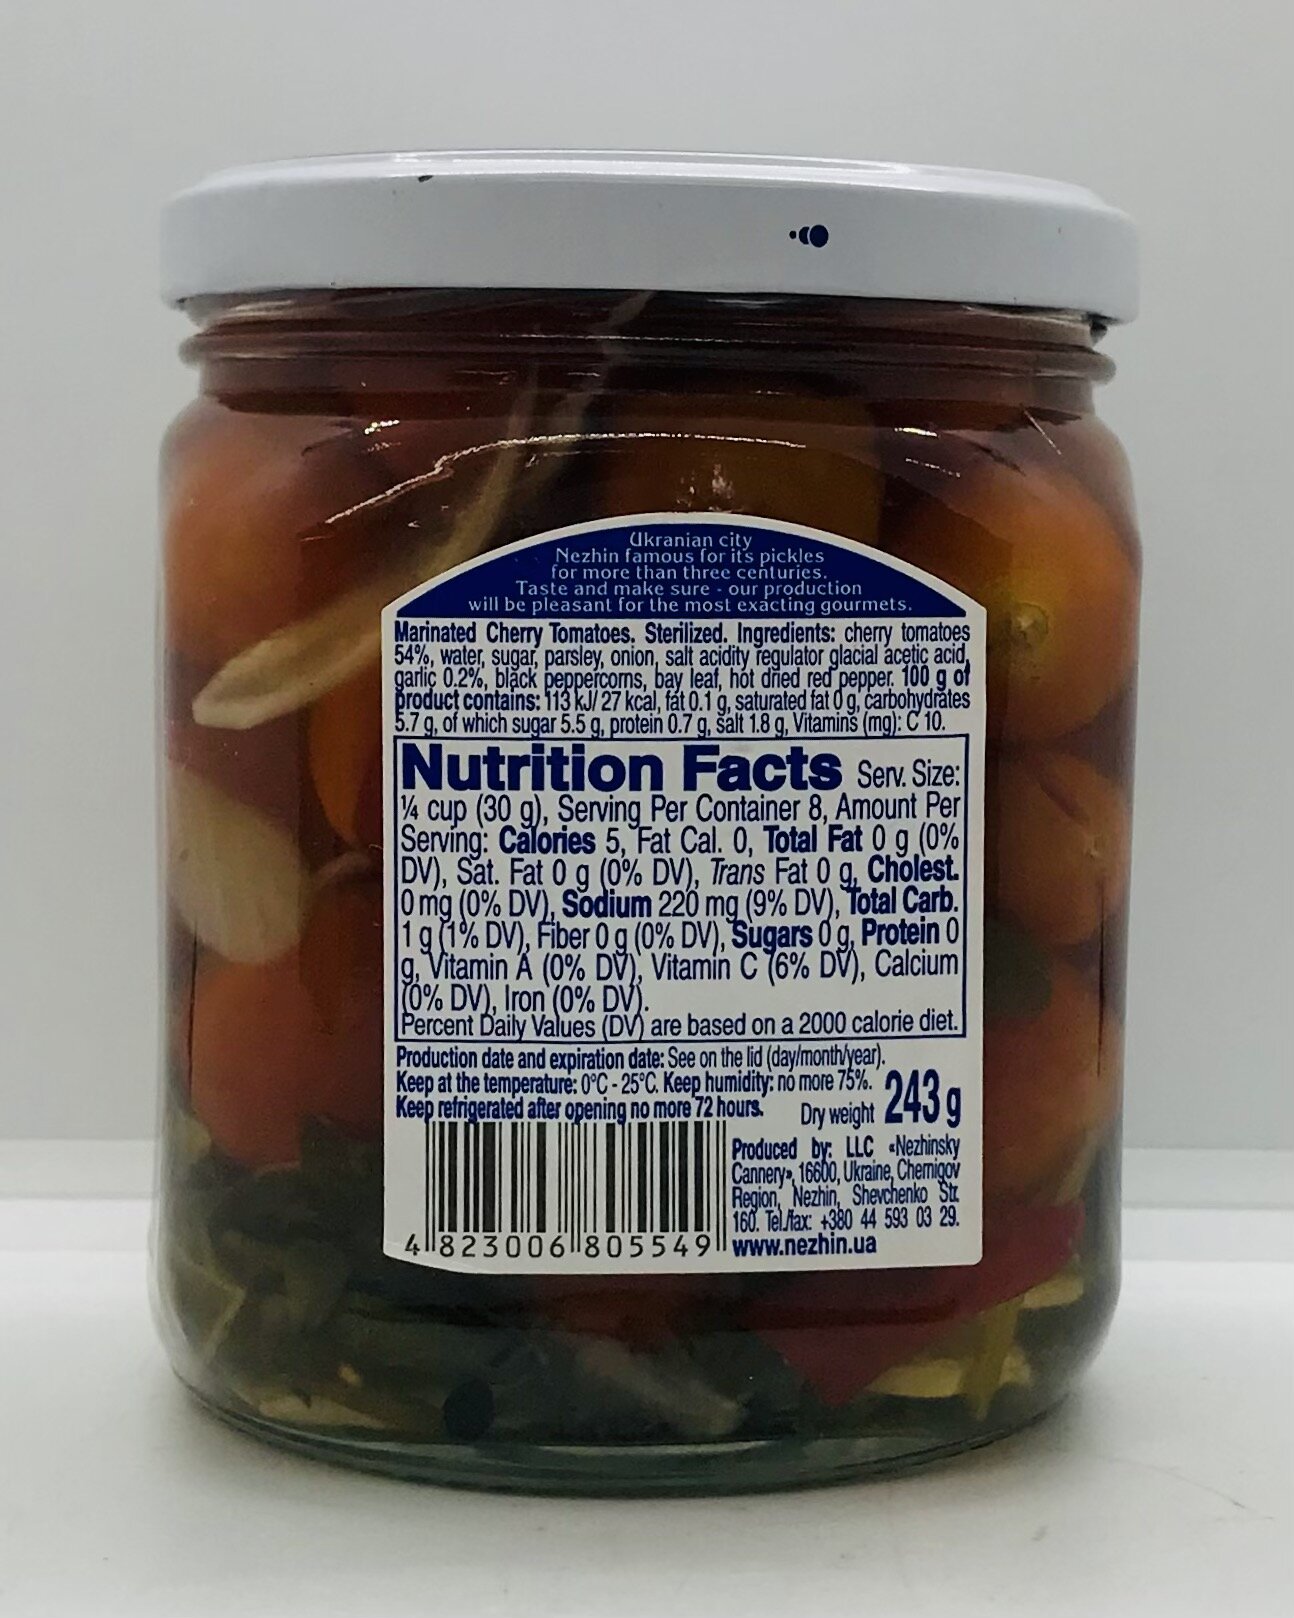 Ukranian city
Nezhin famous for its pickles
for more than three centuries.
Taste and make sure - our production
will be pleasant for the most exacting gourmets.
Marinated Cherry Tomatoes. Sterilized. Ingredients: cherry tomatoes
54%, water, sugar, parsley, onion, salt acidity regulator glacial acetic acid,
garlic 0.2%, black peppercorns, bay leaf, hot dried red pepper. 100 g of
product contains: 113 kJ/ 27 kcal, fat 0.1 g, saturated fat 0 g, carbohydrates
5.7 g, of which sugar 5.5 g, protein 0.7 g, salt 1.8 g, Vitamins (mg): C 10.
Nutrition Facts Serv. Size:
¼ cup (30 g), Serving Per Container 8, Amount Per
Serving: Calories 5, Fat Cal. 0, Total Fat 0 g (0%
DV), Sat. Fat 0 g (0% DV), Trans Fat 0 g, Cholest.
0 mg (0% DV), Sodium 220 mg (9% DV), Total Carb.
1 g (1% DV), Fiber 0 g (0% DV), Sugars 0 g, Protein 0
g, Vitamin A (0% DV), Vitamin C (6% DV), Calcium
(0% DV), Iron (0% DV).
Percent Daily Values (DV) are based on a 2000 calorie diet.
Production date and expiration date: See on the lid (day/month/year).
Keep at the temperature: 0°C - 25°C. Keep humidity: no more 75%.
Keep refrigerated after opening no more 72 hours.
Dry weight 243 g
Produced by: LLC «Nezhinsky
Cannery», 16600, Ukraine, Chernigov
Region, Nezhin, Shevchenko Str.
160. Tel./fax: +380 44 593 03 29.
www.nezhin.ua
4 823006 805549